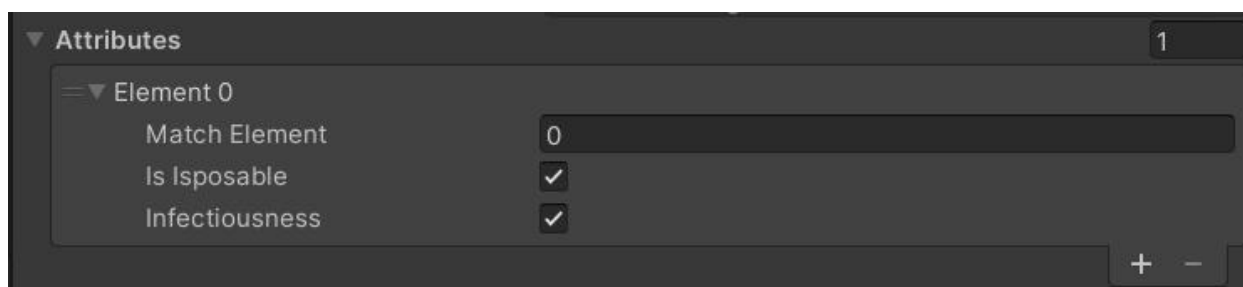 Attributes 1
Element 0
Match Element 0
Is Isposable
Infectiousness